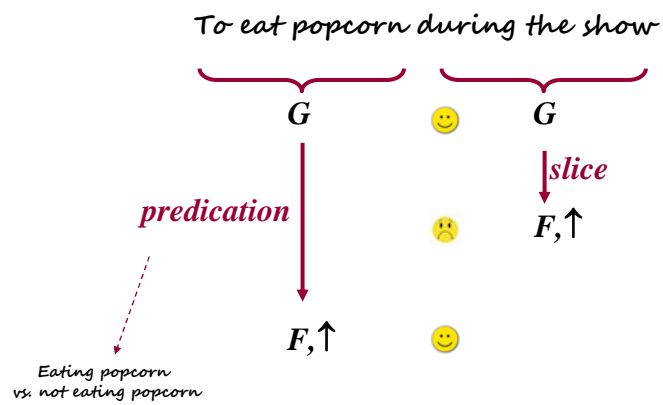 To eat popcorn during the show
G G
slice
predication
F,↑
F,↑
Eating popcorn
vs. not eating popcorn